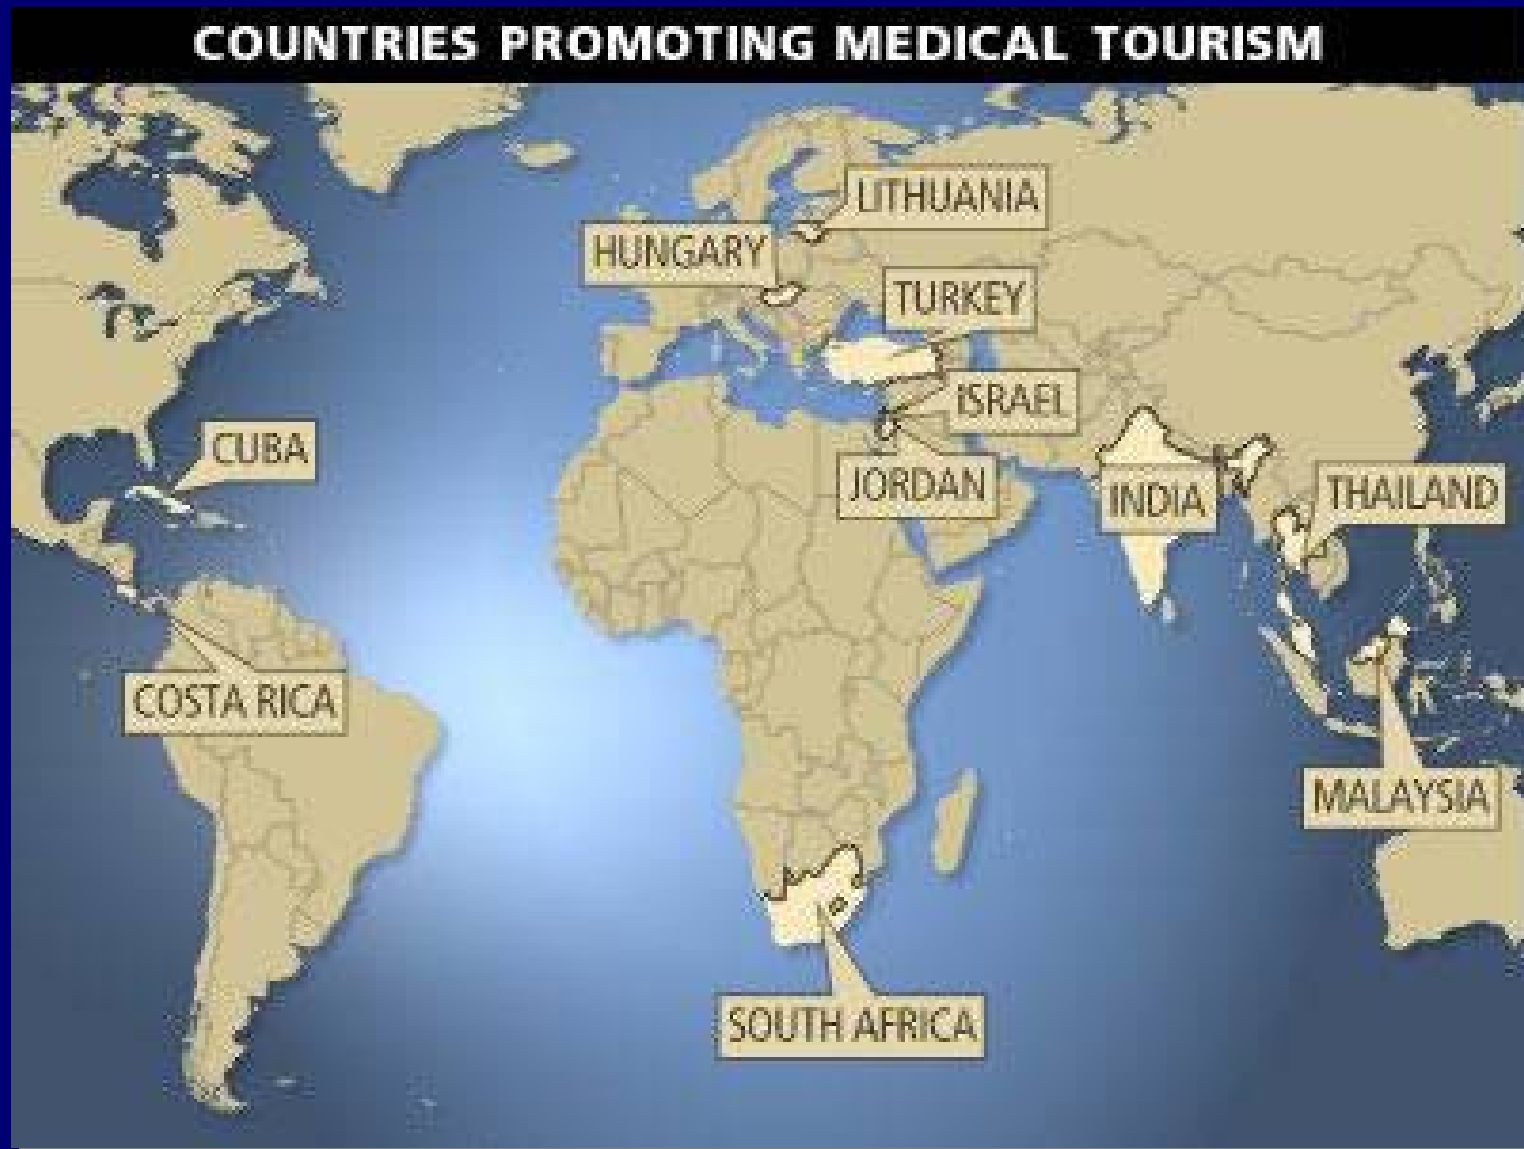 COUNTRIES PROMOTING MEDICAL TOURISM
LITHUANIA
HUNGARY
TURKEY
ISRAEL
CUBA
JORDAN
INDIA
THAILAND
COSTA RICA
MALAYSIA
SOUTH AFRICA